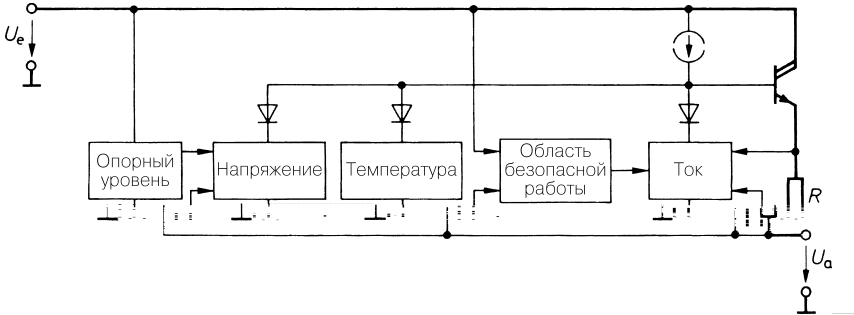 Uₑ
Опорный
уровень
Напряжение
Температура
Область
безопасной
работы
Ток
R
Uₐ